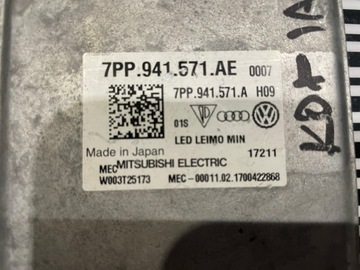 7PP.941.571.AE 0007
7PP.941.571.A H09
01S
LED LEIMO MIN
Made in Japan 17211
MEC MITSUBISHI ELECTRIC
W003T25173 MEC-00011.02.1700422868